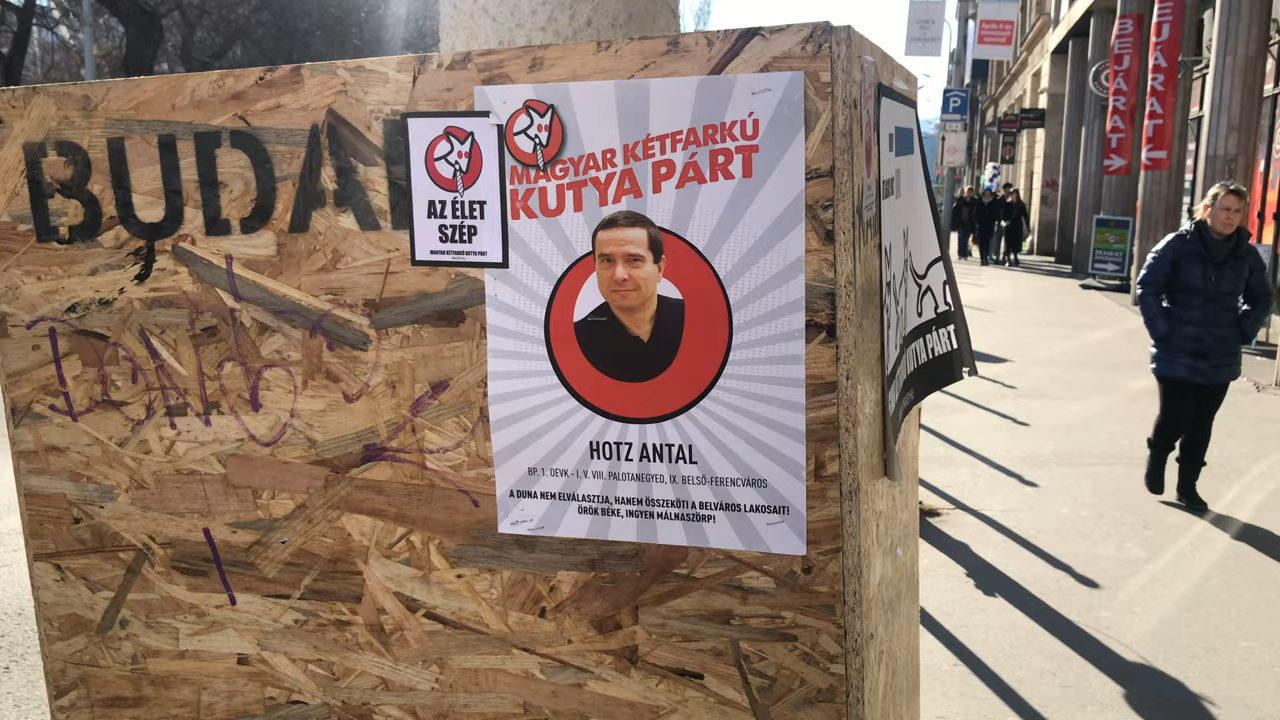 BUDA
AZ ÉLET
SZÉP
MAGYAR KÉTFARKÚ KUTYA PÁRT
MAGYAR KÉTFARKÚ
KUTYA PÁRT
HOTZ ANTAL
BP. 1. OEVK - I. V. VIII. PALOTANEGYED, IX. BELSŐ-FERENCVÁROS
A DUNA NEM ELVÁLASZTJA, HANEM ÖSSZEKÖTI A BELVÁROS LAKOSAIT!
ÖRÖK BÉKE, INGYEN MÁLNASZÖRP!
KUTYA PÁRT
P
BEJÁRAT
BEJÁRAT